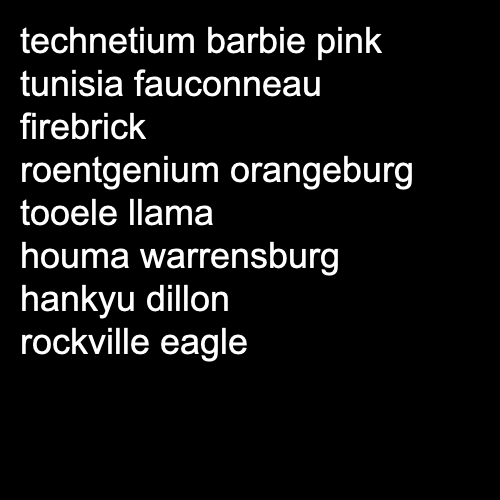 technetium barbie pink
tunisia fauconneau
firebrick
roentgenium orangeburg
tooele llama
houma warrensburg
hankyu dillon
rockville eagle